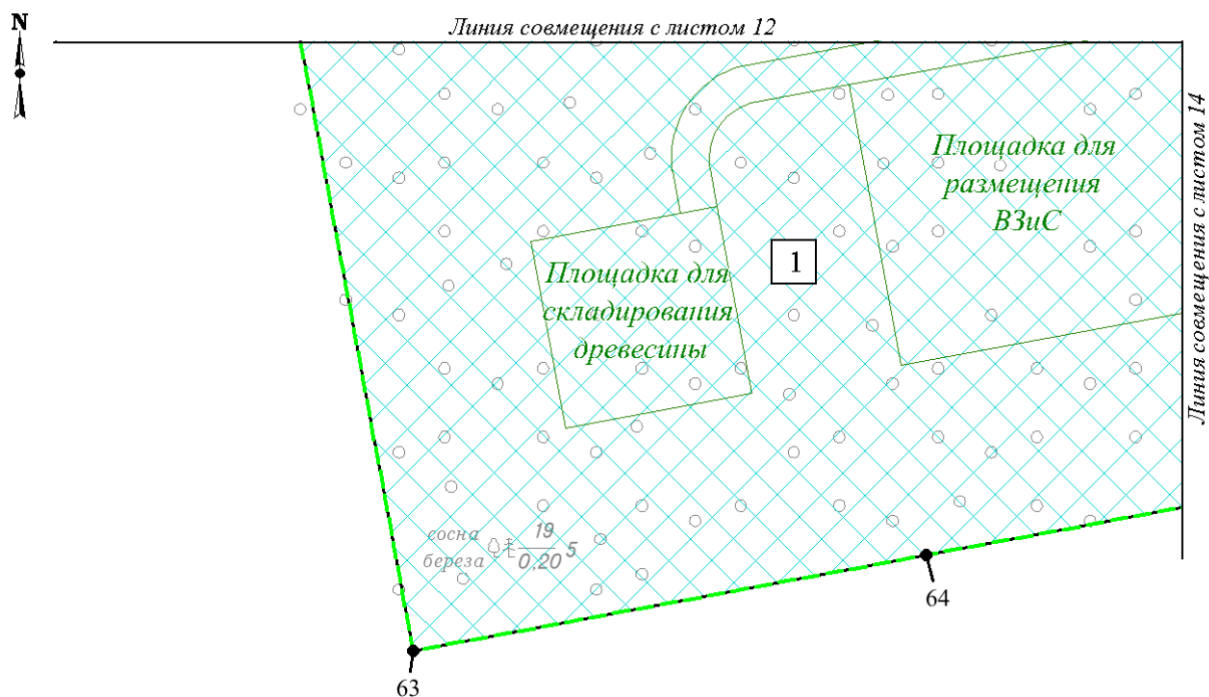 N
Линия совмещения с листом 12
Линия совмещения с листом 14
Площадка для
размещения
ВЗиС
1
Площадка для
складирования
древесины
сосна
береза
19
0,20
5
64
63